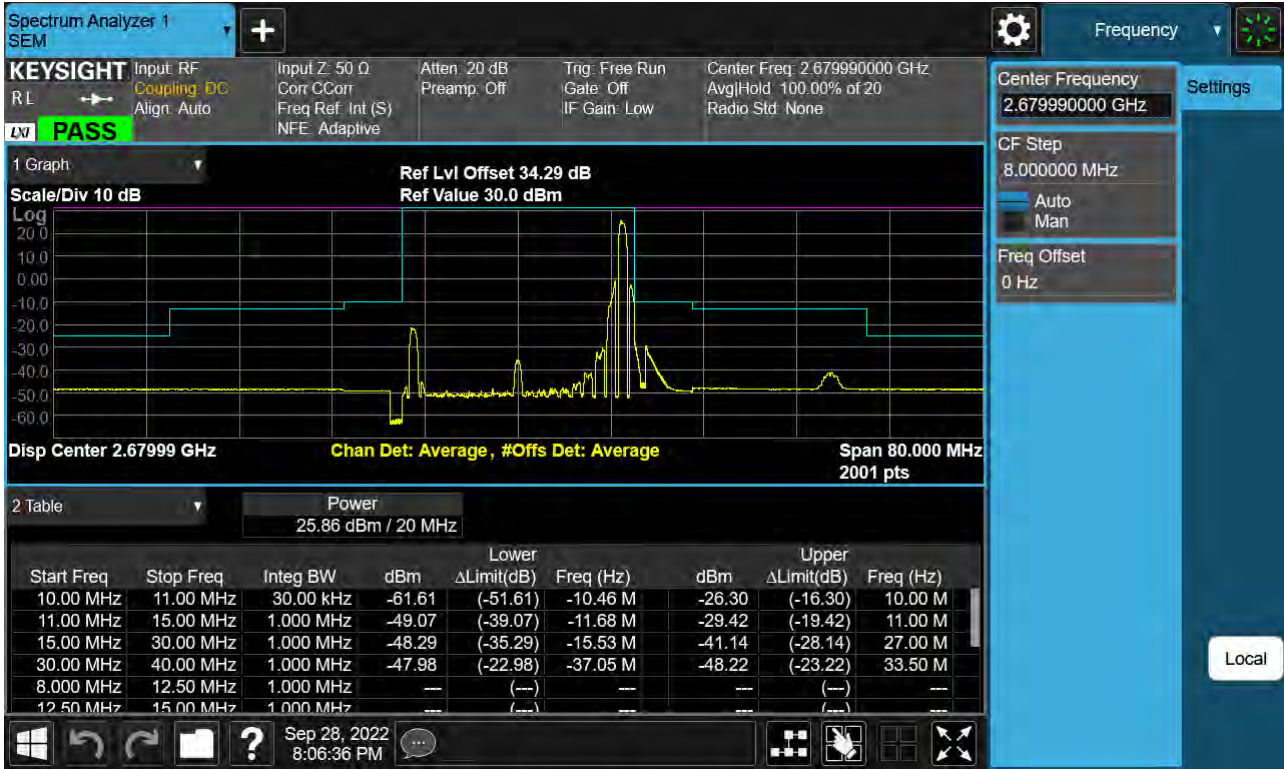 Spectrum Analyzer 1
SEM
+
Frequency
KEYSIGHT
RL
LXI
PASS
Input: RF
Coupling: DC
Align: Auto
Input Z: 50 Ω
Corr CCorr
Freq Ref: Int (S)
NFE: Adaptive
Atten: 20 dB
Preamp: Off
Trig: Free Run
Gate: Off
IF Gain: Low
Center Freq: 2.679990000 GHz
Avg|Hold: 100.00% of 20
Radio Std: None
Center Frequency
2.679990000 GHz
Settings
CF Step
8.000000 MHz
Auto
Man
Freq Offset
0 Hz
1 Graph
Ref Lvl Offset 34.29 dB
Scale/Div 10 dB
Ref Value 30.0 dBm
Log
20.0
10.0
0.00
-10.0
-20.0
-30.0
-40.0
-50.0
-60.0
Disp Center 2.67999 GHz
Chan Det: Average , #Offs Det: Average
Span 80.000 MHz
2001 pts
2 Table
Power
25.86 dBm / 20 MHz
Lower Upper
Start Freq Stop Freq Integ BW dBm ΔLimit(dB) Freq (Hz) dBm ΔLimit(dB) Freq (Hz)
10.00 MHz 11.00 MHz 30.00 kHz -61.61 (-51.61) -10.46 M -26.30 (-16.30) 10.00 M
11.00 MHz 15.00 MHz 1.000 MHz -49.07 (-39.07) -11.68 M -29.42 (-19.42) 11.00 M
15.00 MHz 30.00 MHz 1.000 MHz -48.29 (-35.29) -15.53 M -41.14 (-28.14) 27.00 M
30.00 MHz 40.00 MHz 1.000 MHz -47.98 (-22.98) -37.05 M -48.22 (-23.22) 33.50 M
8.000 MHz 12.50 MHz 1.000 MHz --- (---) --- --- (---) ---
12.50 MHz 15.00 MHz 1.000 MHz --- (---) --- --- (---) ---
Local
?
Sep 28, 2022
8:06:36 PM